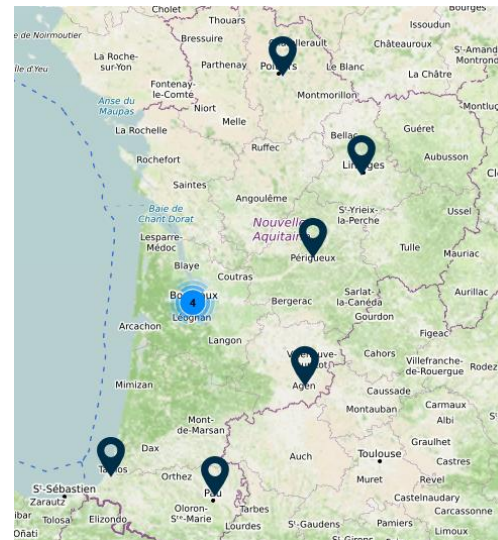 Cholet
Thouars
Bourges
Issoudun
de Noirmoutier
Bressuire
Châteauroux
St-Amand
Montrond
La Roche-
sur-Yon
Parthenay
Le Blanc
lle d'Yeu
La Châtre
Fontenay-
le-Comte
Montmorillon
Anse du
Maupas
Niort
Melle
Guéret
La Rochelle
Ruffec
Aubusson
Rochefort
Saintes
Angoulême
Baie de
Chant Dorat
Nouvelle
Aquitaine
St-Yrieix-
la-Perche
Ussel
Lesparre-
Médoc
Tulle
Mauriac
Périgueux
Blaye
Coutras
4
Léognan
Bergerac
Sarlat-
la-Canéda
Aurillac
Gourdon
Arcachon
Langon
Figeac
Cahors
Villefranche-
de-Rouergue
Rodez
Mimizan
Agen
Caussade
Montauban
Carmaux
Albi
Mont-
de-Marsan
Dax
Auch
Toulouse
Graulhet
Castres
Orthez
Muret
Revel
St-Sébastien
Pau
Castelnaudary
Zarautz
Oloron-
Ste-Marie
Tarbes
Carcassonne
Tolosa
Elizondo
Lourdes
St-Gaudens
Pamiers
Limoux
Oñati